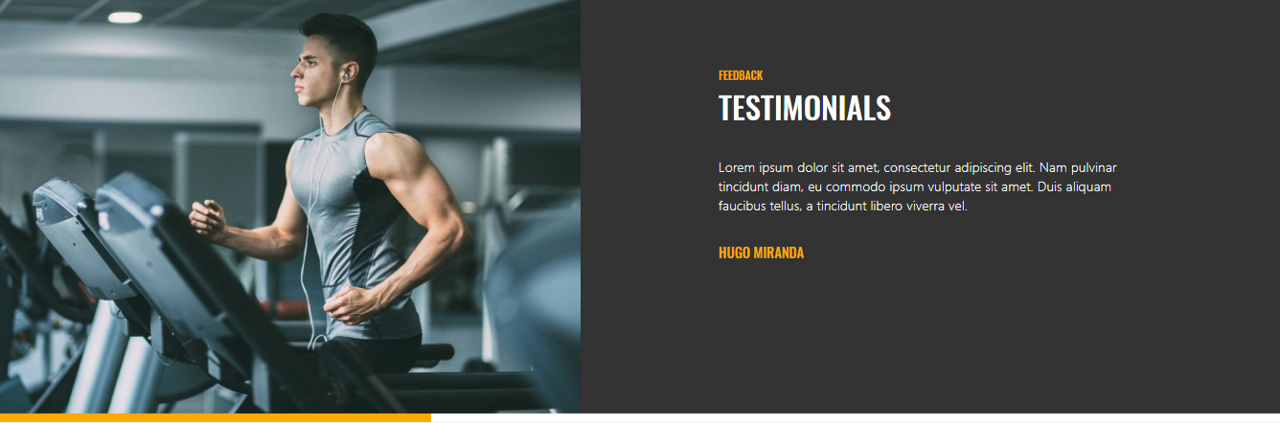 FEEDBACK
TESTIMONIALS
Lorem ipsum dolor sit amet, consectetur adipiscing elit. Nam pulvinar
tincidunt diam, eu commodo ipsum vulputate sit amet. Duis aliquam
faucibus tellus, a tincidunt libero viverra vel.
HUGO MIRANDA